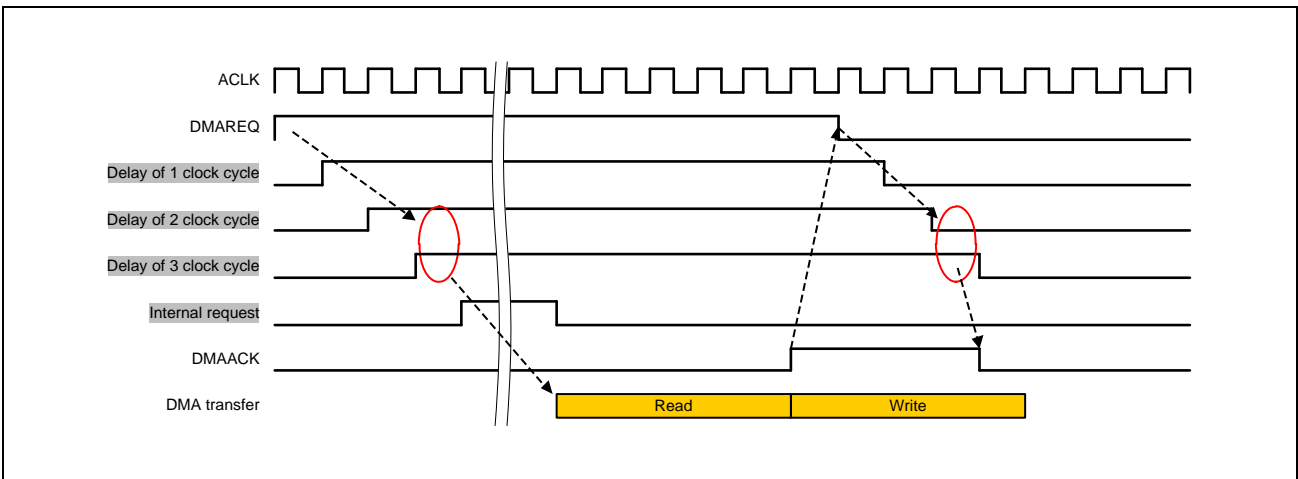 ACLK
DMAREQ
Delay of 1 clock cycle
Delay of 2 clock cycle
Delay of 3 clock cycle
Internal request
DMAACK
DMA transfer
Read
Write